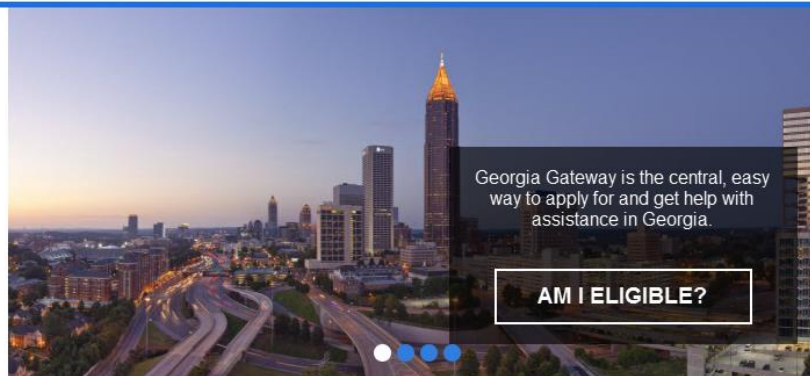 Georgia Gateway is the central, easy
way to apply for and get help with
assistance in Georgia.
AM I ELIGIBLE?